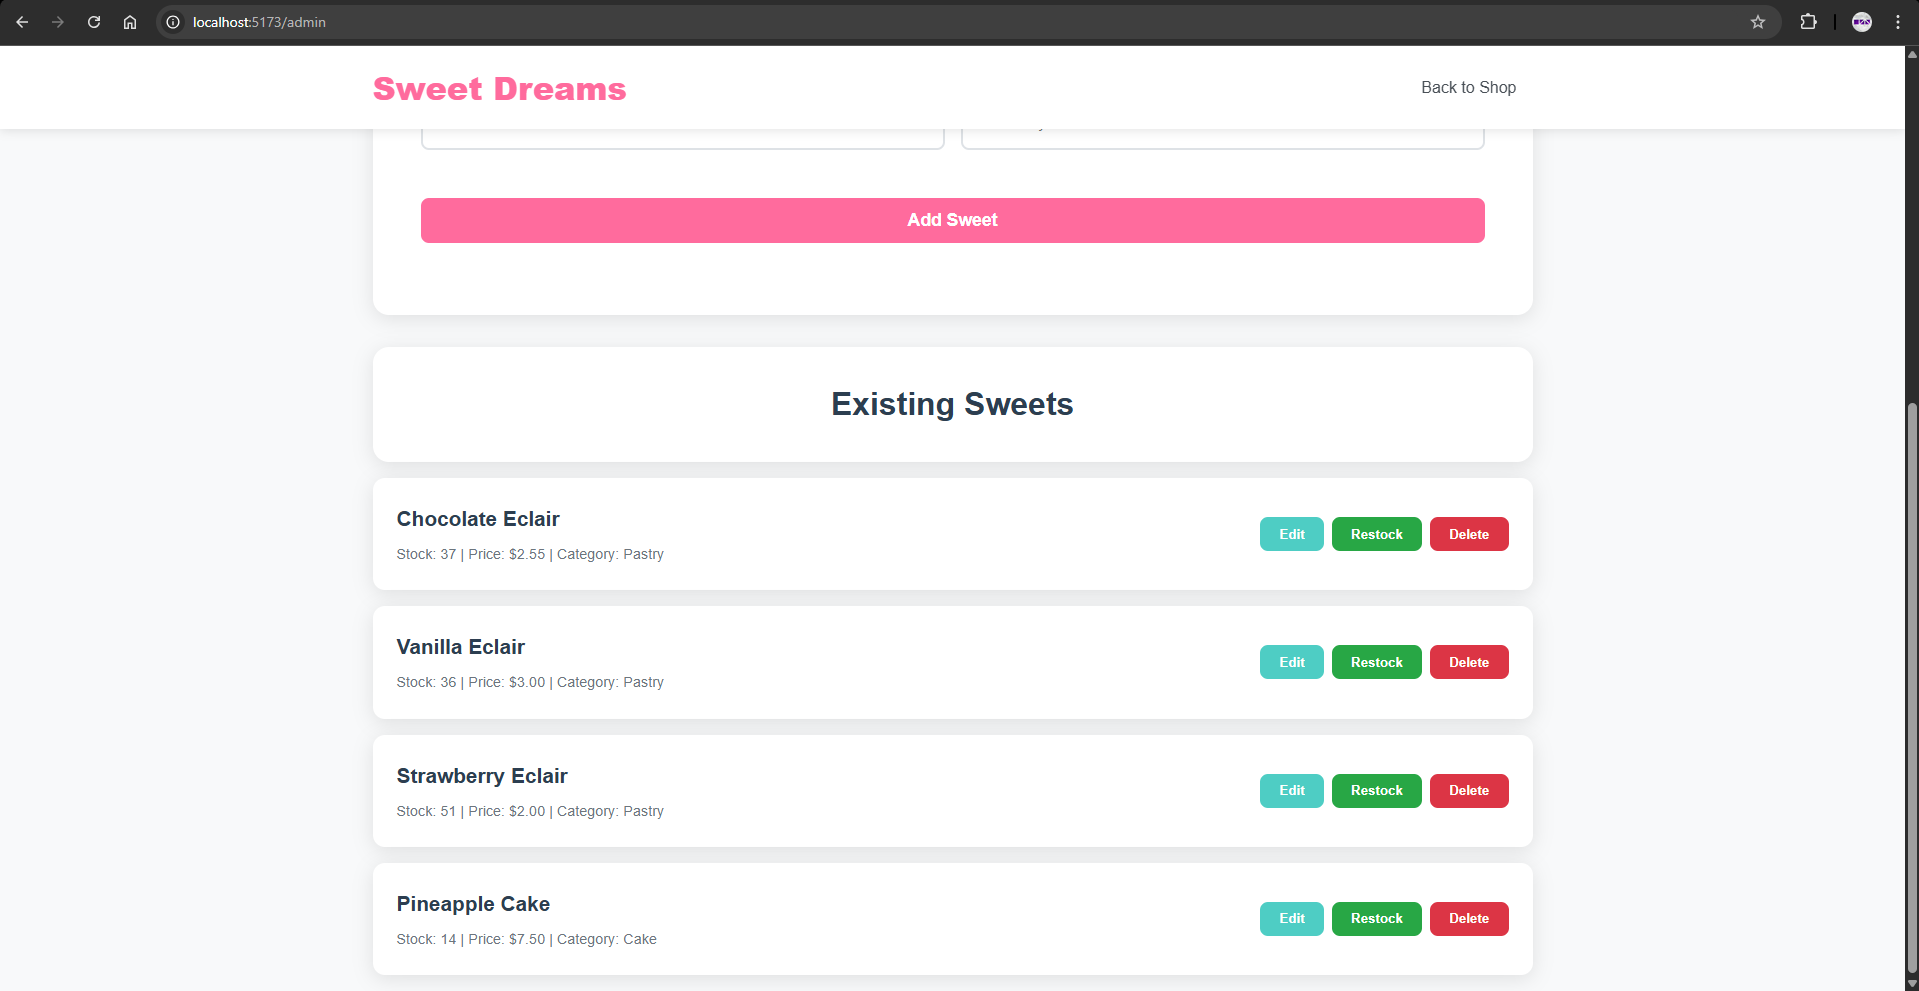 localhost:5173/admin
Sweet Dreams
Back to Shop
Add Sweet
Existing Sweets
Chocolate Eclair
Stock: 37 | Price: $2.55 | Category: Pastry
Edit
Restock
Delete
Vanilla Eclair
Stock: 36 | Price: $3.00 | Category: Pastry
Edit
Restock
Delete
Strawberry Eclair
Stock: 51 | Price: $2.00 | Category: Pastry
Edit
Restock
Delete
Pineapple Cake
Stock: 14 | Price: $7.50 | Category: Cake
Edit
Restock
Delete